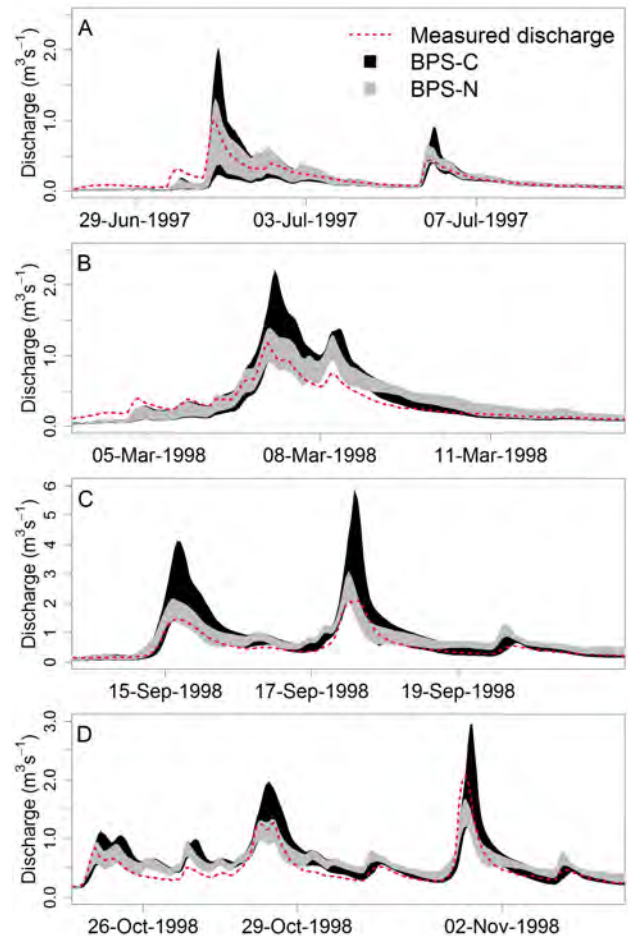 A
Measured discharge
BPS-C
BPS-N
Discharge (m³s⁻¹)
2.0
1.0
0.0
29-Jun-1997 03-Jul-1997 07-Jul-1997
B
Discharge (m³s⁻¹)
2.0
1.0
0.0
05-Mar-1998 08-Mar-1998 11-Mar-1998
C
Discharge (m³s⁻¹)
6
5
4
3
2
1
0
15-Sep-1998 17-Sep-1998 19-Sep-1998
D
Discharge (m³s⁻¹)
3.0
2.0
1.0
0.0
26-Oct-1998 29-Oct-1998 02-Nov-1998